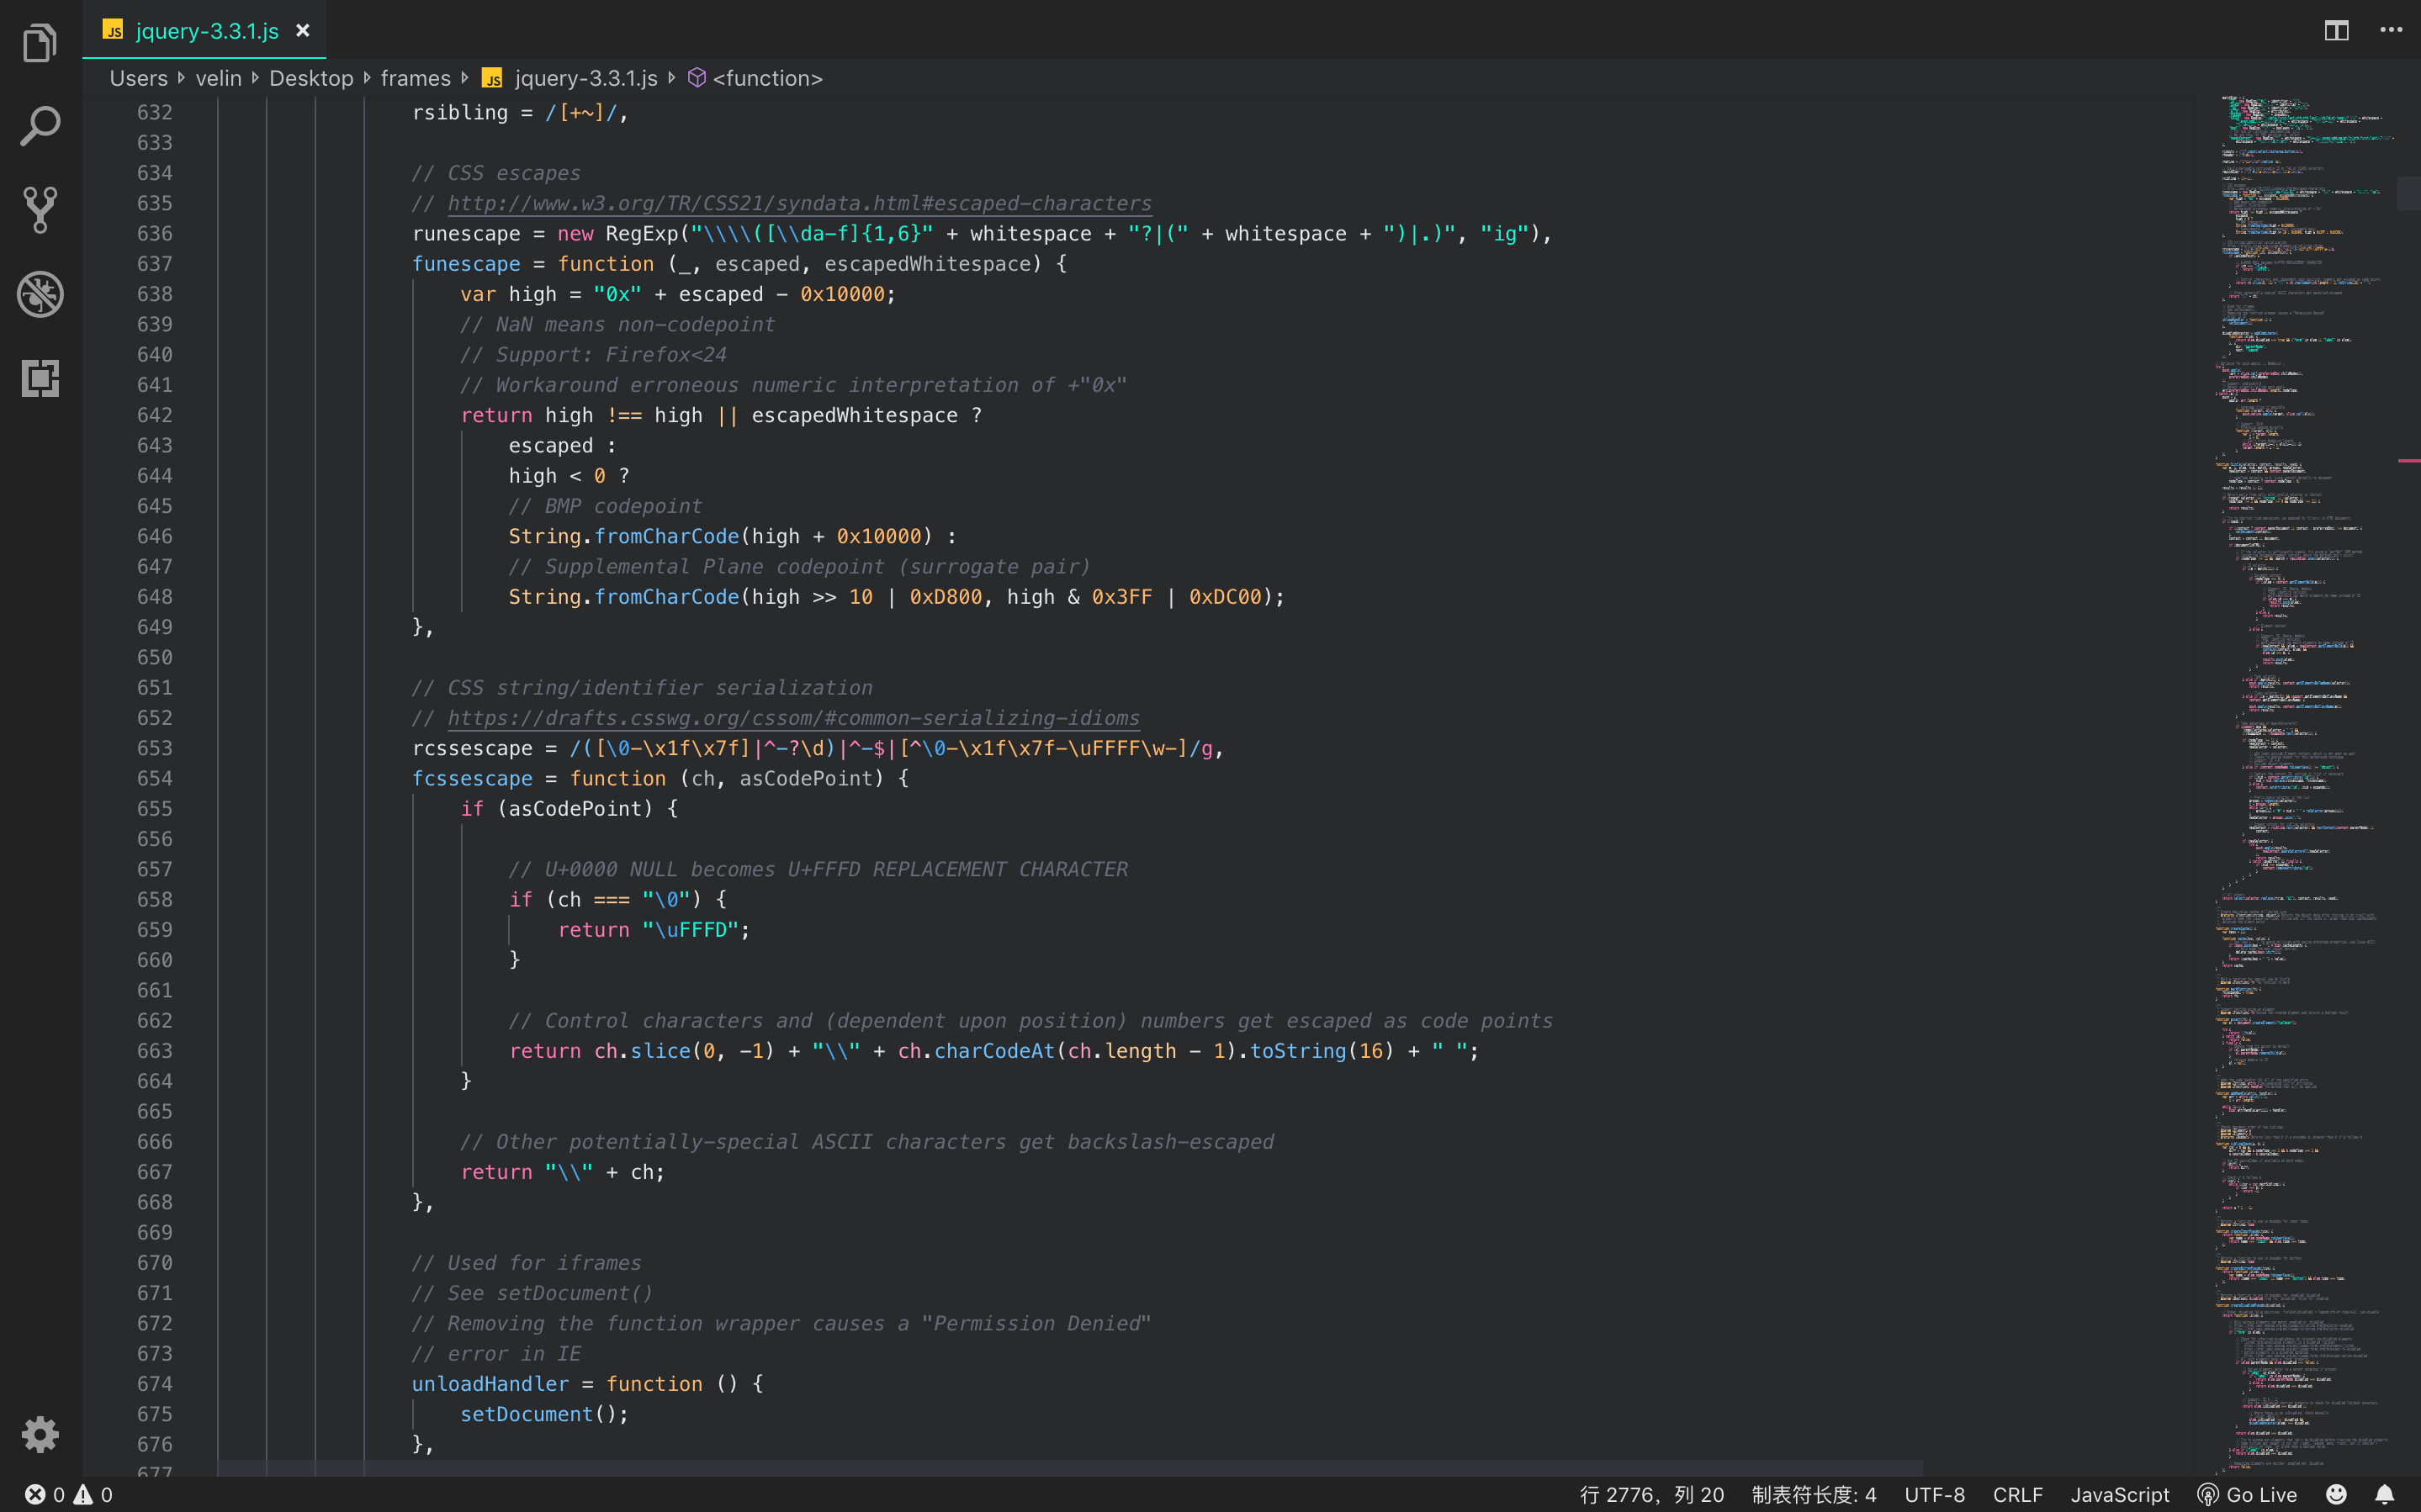 jquery-3.3.1.js
Users velin Desktop frames jquery-3.3.1.js <function>
632 rsibling = /[+~]/,
633
634 // CSS escapes
635 // http://www.w3.org/TR/CSS21/syndata.html#escaped-characters
636 runescape = new RegExp("\\\\([\\da-f]{1,6}" + whitespace + "?|(" + whitespace + ")|.)", "ig"),
637 funescape = function (_, escaped, escapedWhitespace) {
638 var high = "0x" + escaped - 0x10000;
639 // NaN means non-codepoint
640 // Support: Firefox<24
641 // Workaround erroneous numeric interpretation of +"0x"
642 return high !== high || escapedWhitespace ?
643 escaped :
644 high < 0 ?
645 // BMP codepoint
646 String.fromCharCode(high + 0x10000) :
647 // Supplemental Plane codepoint (surrogate pair)
648 String.fromCharCode(high >> 10 | 0xD800, high & 0x3FF | 0xDC00);
649 },
650
651 // CSS string/identifier serialization
652 // https://drafts.csswg.org/cssom/#common-serializing-idioms
653 rcssescape = /([\0-\x1f\x7f]|^-?\d)|^-$|[^\0-\x1f\x7f-\uFFFF\w-]/g,
654 fcssescape = function (ch, asCodePoint) {
655 if (asCodePoint) {
656
657 // U+0000 NULL becomes U+FFFD REPLACEMENT CHARACTER
658 if (ch === "\0") {
659 return "\uFFFD";
660 }
661
662 // Control characters and (dependent upon position) numbers get escaped as code points
663 return ch.slice(0, -1) + "\\" + ch.charCodeAt(ch.length - 1).toString(16) + " ";
664 }
665
666 // Other potentially-special ASCII characters get backslash-escaped
667 return "\\" + ch;
668 },
669
670 // Used for iframes
671 // See setDocument()
672 // Removing the function wrapper causes a "Permission Denied"
673 // error in IE
674 unloadHandler = function () {
675 setDocument();
676 },
677
0 0 行 2776，列 20 制表符长度: 4 UTF-8 CRLF JavaScript Go Live